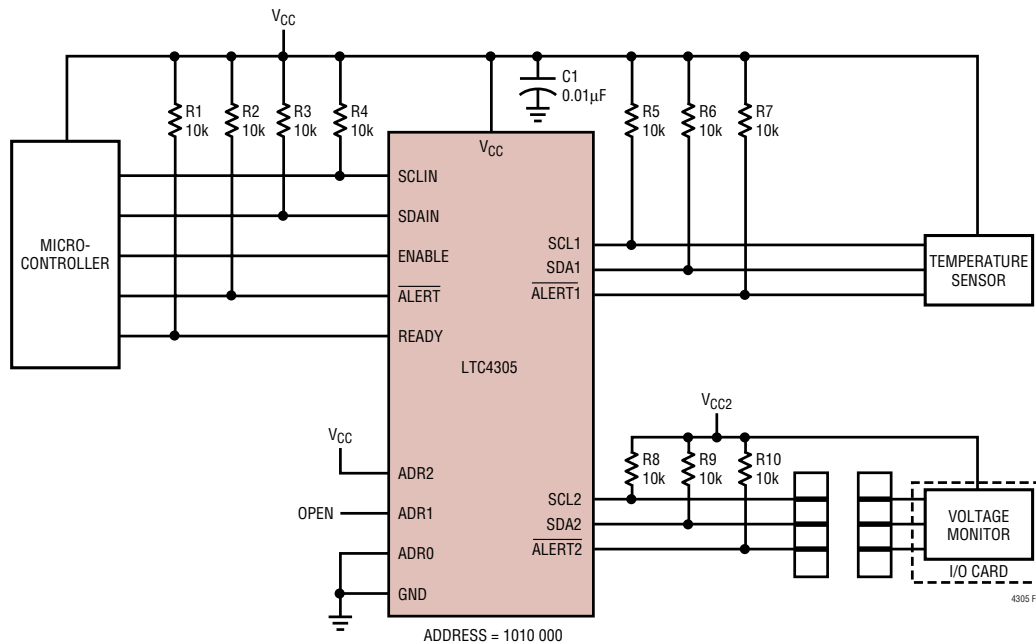 VCC
R1
10k
R2
10k
R3
10k
R4
10k
C1
0.01µF
R5
10k
R6
10k
R7
10k
MICRO-
CONTROLLER
VCC
SCLIN
SDAIN
ENABLE
ALERT
READY
LTC4305
SCL1
SDA1
ALERT1
TEMPERATURE
SENSOR
VCC2
R8
10k
R9
10k
R10
10k
VCC
ADR2
OPEN
ADR1
ADR0
GND
SCL2
SDA2
ALERT2
VOLTAGE
MONITOR
I/O CARD
ADDRESS = 1010 000
4305 F